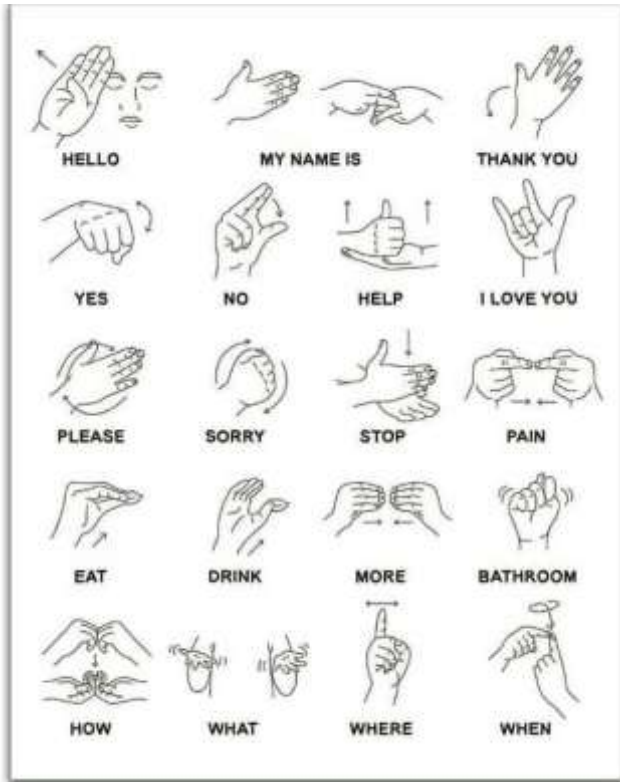 HELLO MY NAME IS THANK YOU
YES NO HELP I LOVE YOU
PLEASE SORRY STOP PAIN
EAT DRINK MORE BATHROOM
HOW WHAT WHERE WHEN